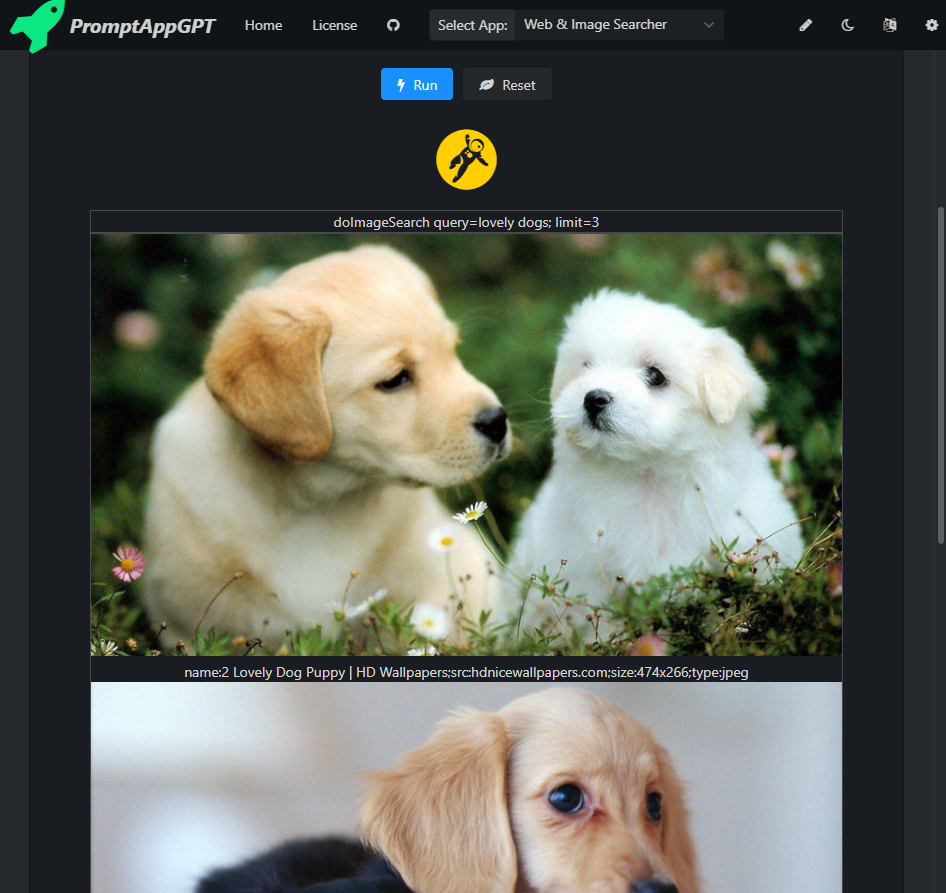 PromptAppGPT Home License Select App: Web & Image Searcher
Run Reset
doImageSearch query=lovely dogs; limit=3
name:2 Lovely Dog Puppy | HD Wallpapers;src:hdnicewallpapers.com;size:474x266;type:jpeg